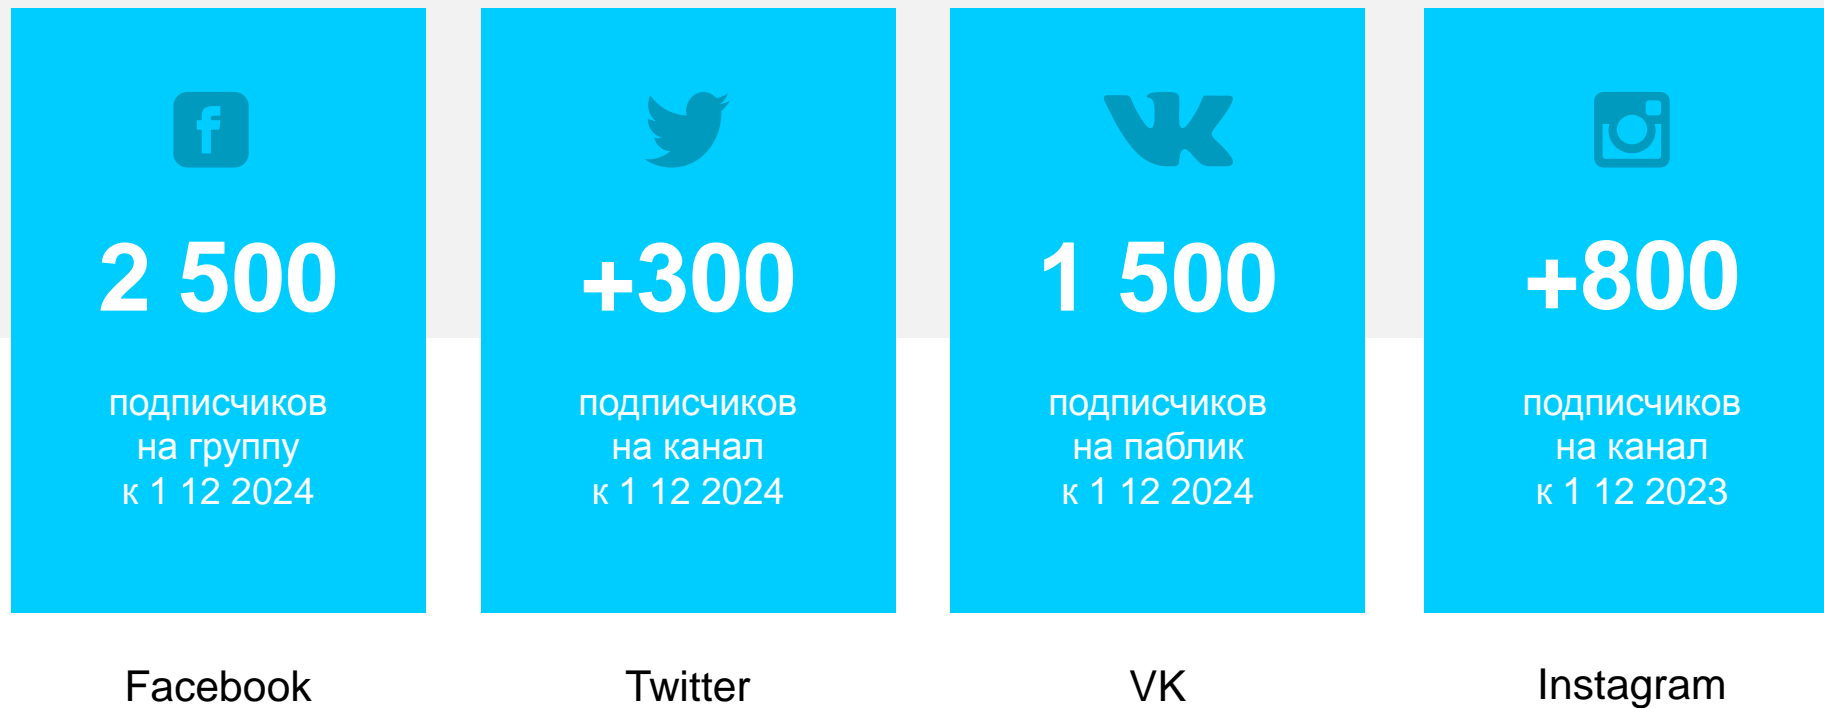 2 500
подписчиков
на группу
к 1 12 2024
Facebook
+300
подписчиков
на канал
к 1 12 2024
Twitter
1 500
подписчиков
на паблик
к 1 12 2024
VK
+800
подписчиков
на канал
к 1 12 2023
Instagram